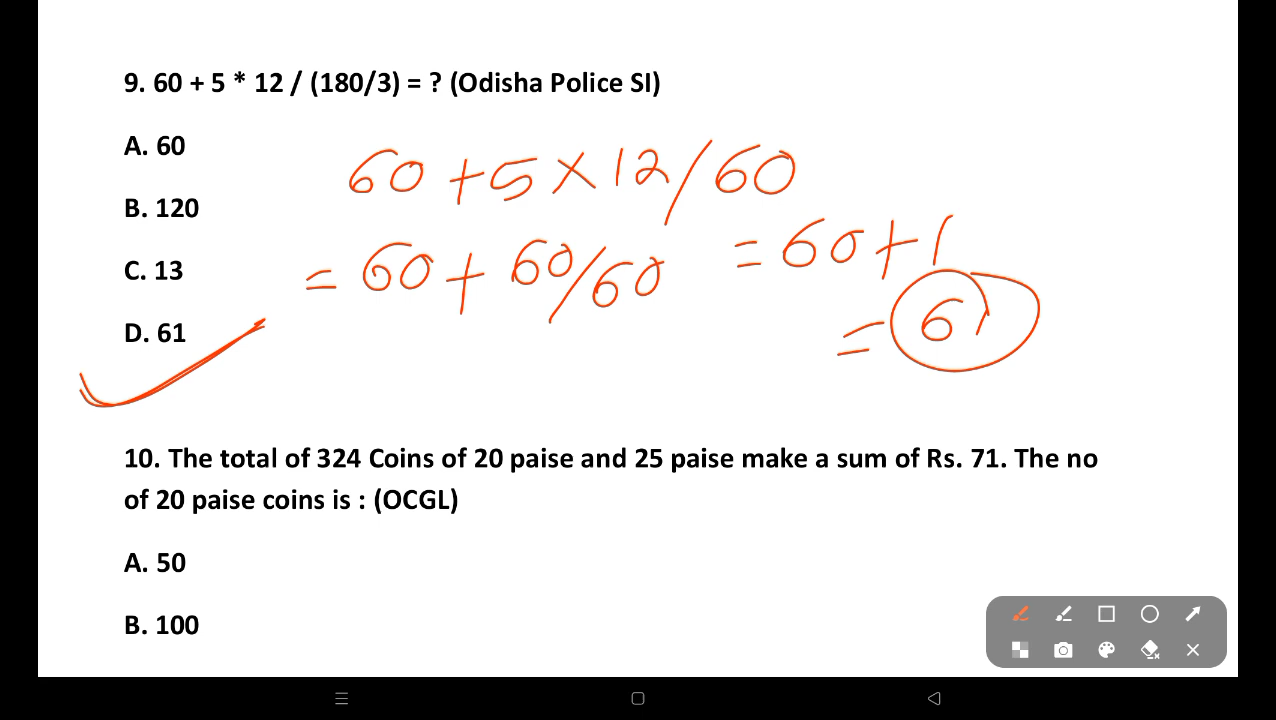 9. 60 + 5 * 12 / (180/3) = ? (Odisha Police SI)
A. 60
60 + 5 × 12 / 60
B. 120
= 60 + 60/60 = 60 + 1
C. 13
= 61
D. 61
10. The total of 324 Coins of 20 paise and 25 paise make a sum of Rs. 71. The no
of 20 paise coins is : (OCGL)
A. 50
B. 100